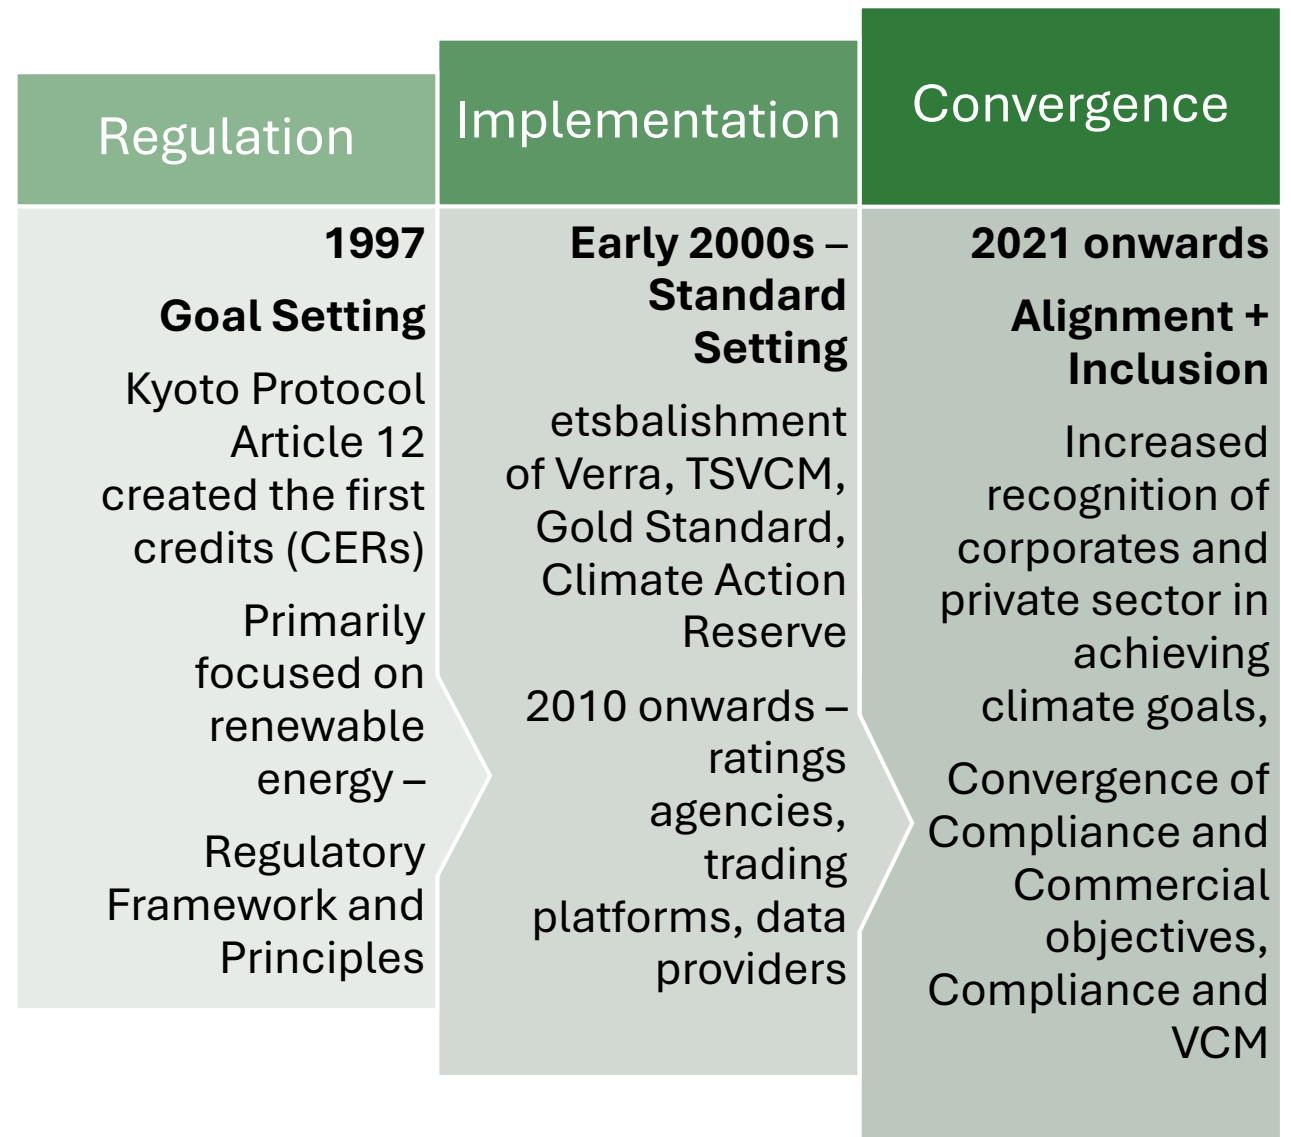 Regulation
1997
Goal Setting
Kyoto Protocol
Article 12
created the first
credits (CERs)
Primarily
focused on
renewable
energy –
Regulatory
Framework and
Principles
Implementation
Early 2000s –
Standard
Setting
etsbalishment
of Verra, TSVCM,
Gold Standard,
Climate Action
Reserve
2010 onwards –
ratings
agencies,
trading
platforms, data
providers
Convergence
2021 onwards
Alignment +
Inclusion
Increased
recognition of
corporates and
private sector in
achieving
climate goals,
Convergence of
Compliance and
Commercial
objectives,
Compliance and
VCM